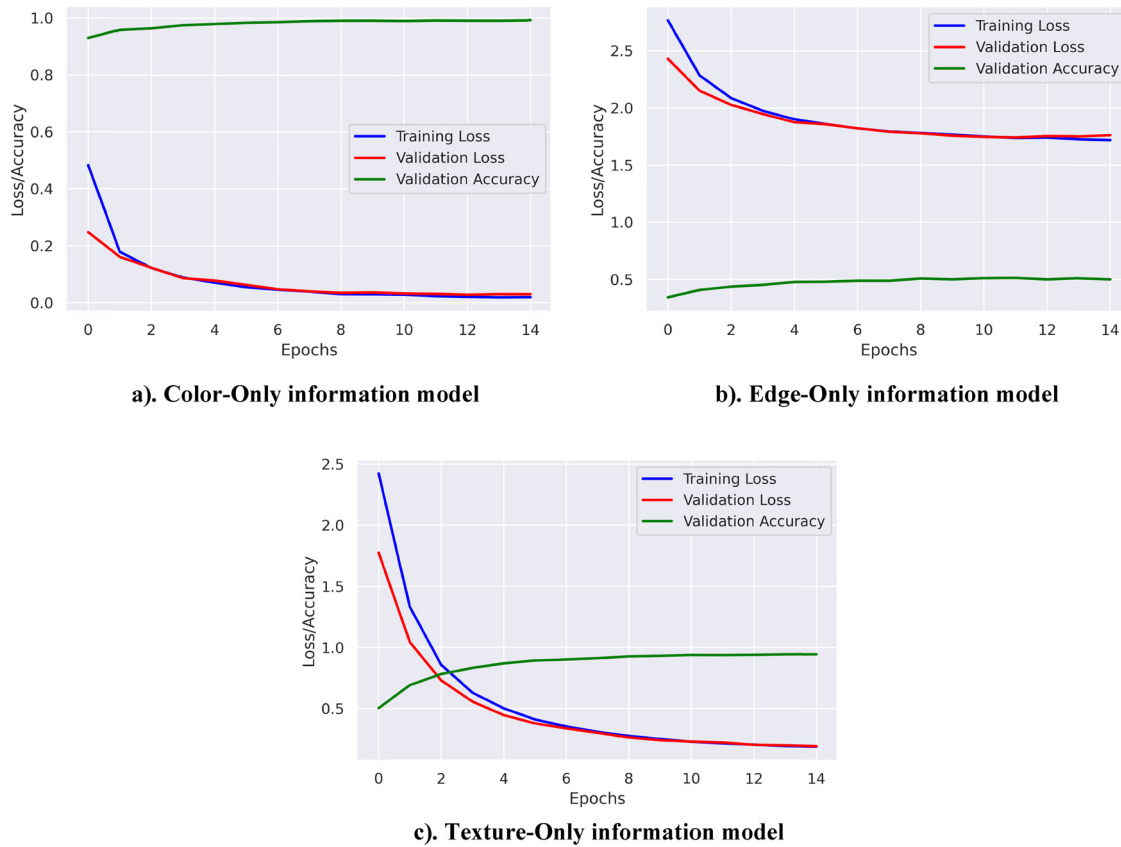 1.0
0.8
0.6
0.4
0.2
0.0
Loss/Accuracy
Training Loss
Validation Loss
Validation Accuracy
0 2 4 6 8 10 12 14
Epochs
a). Color-Only information model
2.5
2.0
1.5
1.0
0.5
Loss/Accuracy
Training Loss
Validation Loss
Validation Accuracy
0 2 4 6 8 10 12 14
Epochs
b). Edge-Only information model
2.5
2.0
1.5
1.0
0.5
Loss/Accuracy
Training Loss
Validation Loss
Validation Accuracy
0 2 4 6 8 10 12 14
Epochs
c). Texture-Only information model